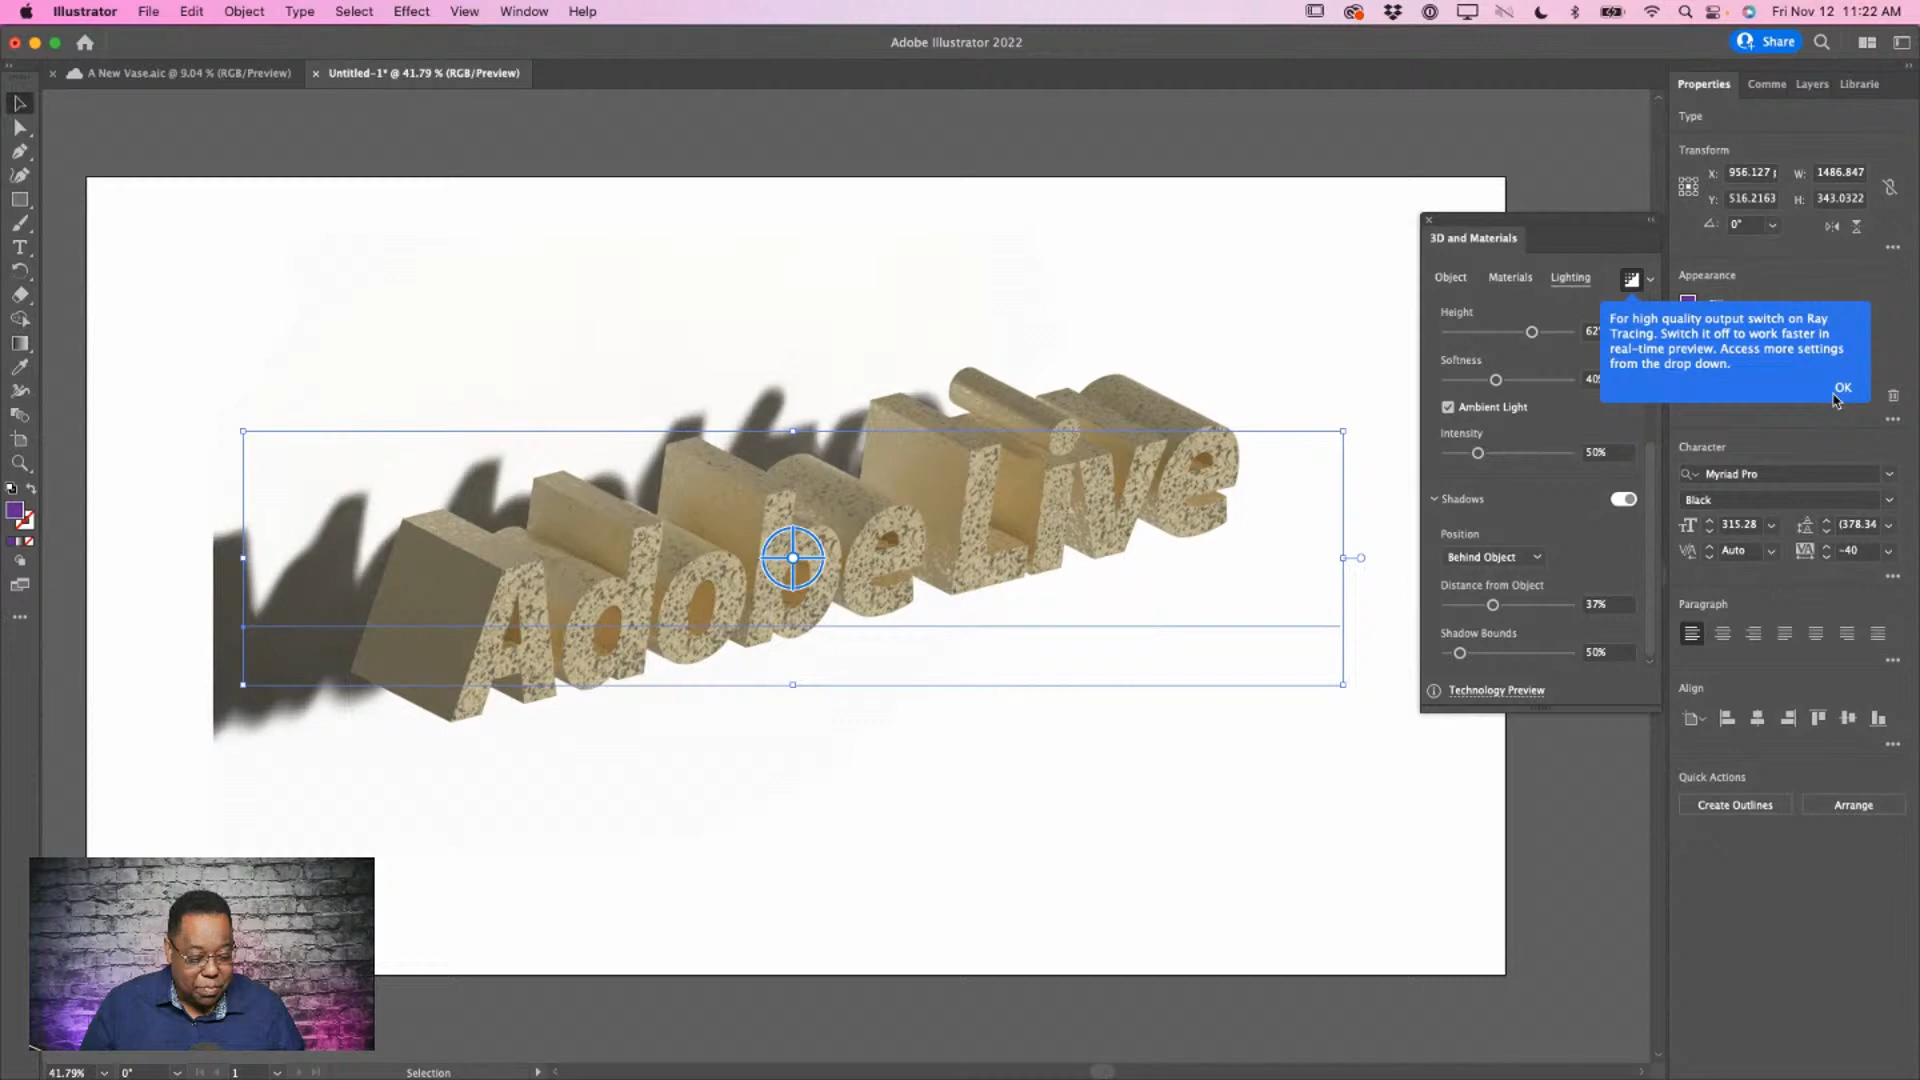 Illustrator File Edit Object Type Select Effect View Window Help
Fri Nov 12 11:22 AM
Adobe Illustrator 2022
Share
A New Vase.aic @ 9.04 % (RGB/Preview)
Untitled-1* @ 41.79 % (RGB/Preview)
Properties Comme Layers Librarie
Type
Transform
X: 956.127 W: 1486.847
Y: 516.2163 H: 343.0322
0°
Appearance
3D and Materials
Object Materials Lighting
Height
62°
Softness
40%
Ambient Light
Intensity
50%
Shadows
Position
Behind Object
Distance from Object
37%
Shadow Bounds
50%
Technology Preview
For high quality output switch on Ray
Tracing. Switch it off to work faster in
real-time preview. Access more settings
from the drop down.
OK
Adobe Live
Character
Myriad Pro
Black
315.28 (378.34
Auto -40
Paragraph
Align
Quick Actions
Create Outlines Arrange
41.79% 0° 1 Selection